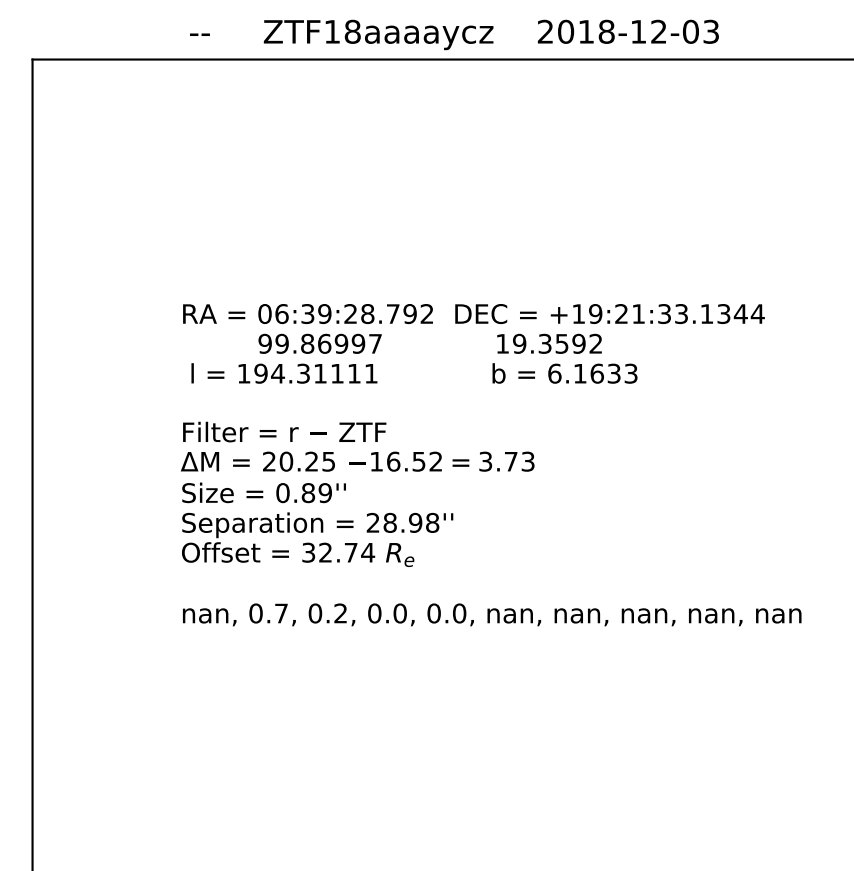 -- ZTF18aaaaycz 2018-12-03
RA = 06:39:28.792 DEC = +19:21:33.1344
99.86997 19.3592
l = 194.31111 b = 6.1633
Filter = r − ZTF
ΔM = 20.25 −16.52 = 3.73
Size = 0.89''
Separation = 28.98''
Offset = 32.74 Rₑ
nan, 0.7, 0.2, 0.0, 0.0, nan, nan, nan, nan, nan